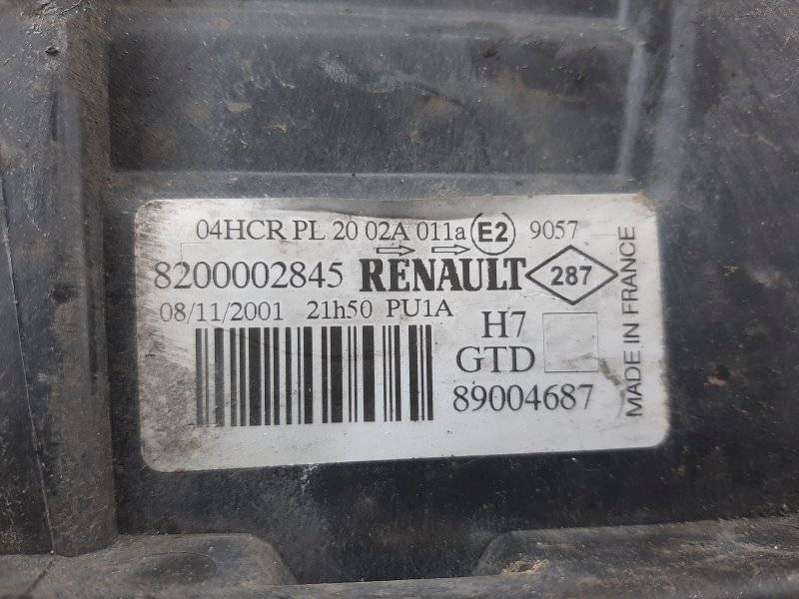 04HCR PL 20 02A 011a E2 9057
8200002845 RENAULT 287
08/11/2001 21h50 PU1A
H7
GTD
89004687
MADE IN FRANCE